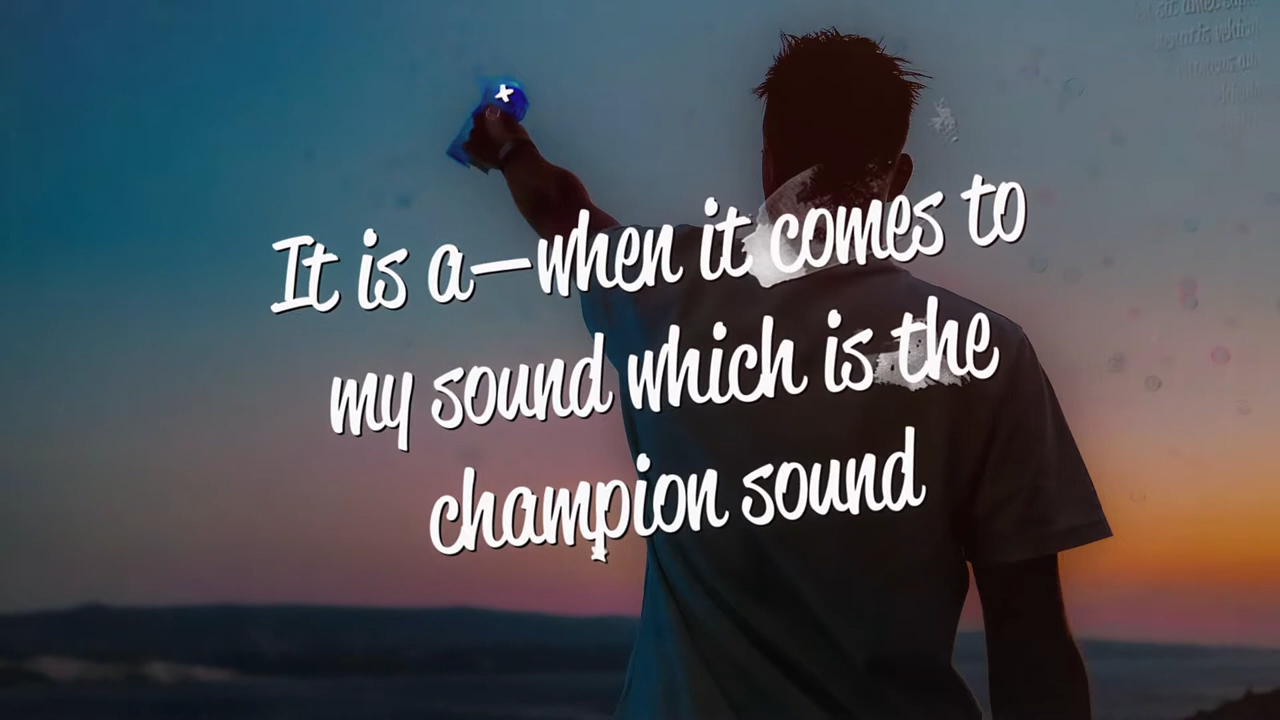 It is a—when it comes to
my sound which is the
champion sound